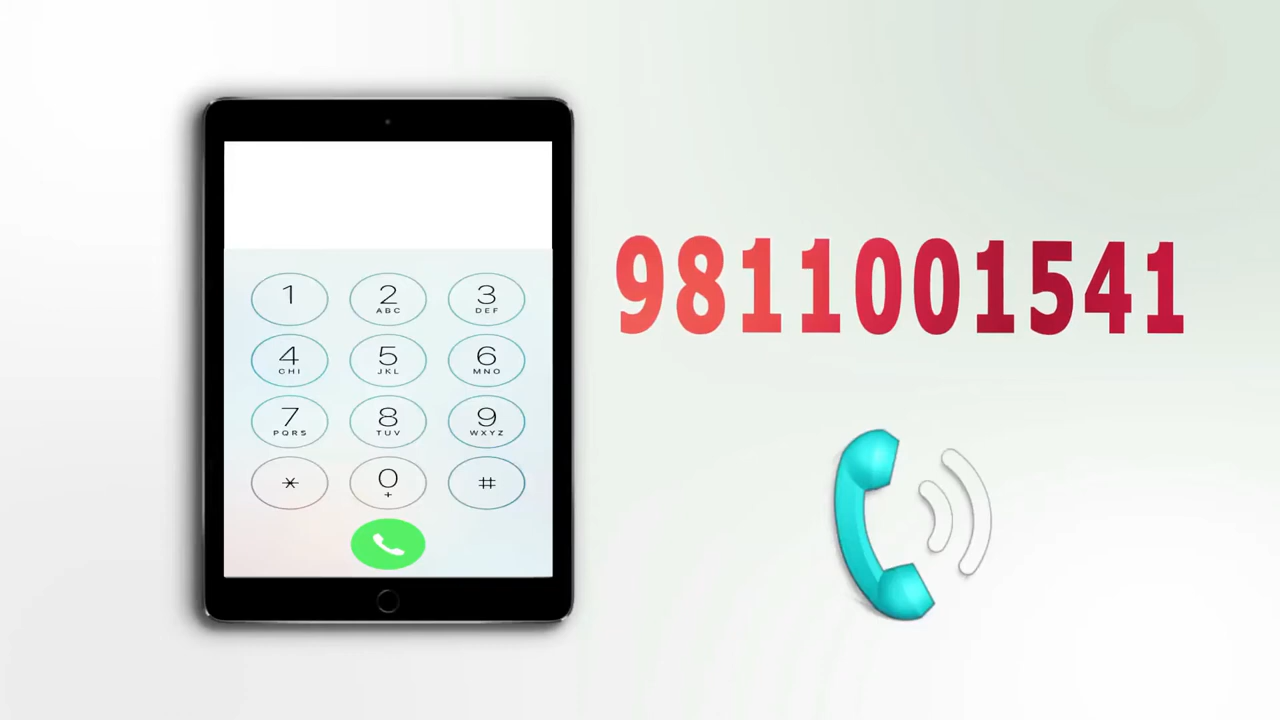 9811001541
1 2 3
ABC DEF
4 5 6
GHI JKL MNO
7 8 9
PQRS TUV WXYZ
* 0 #
+